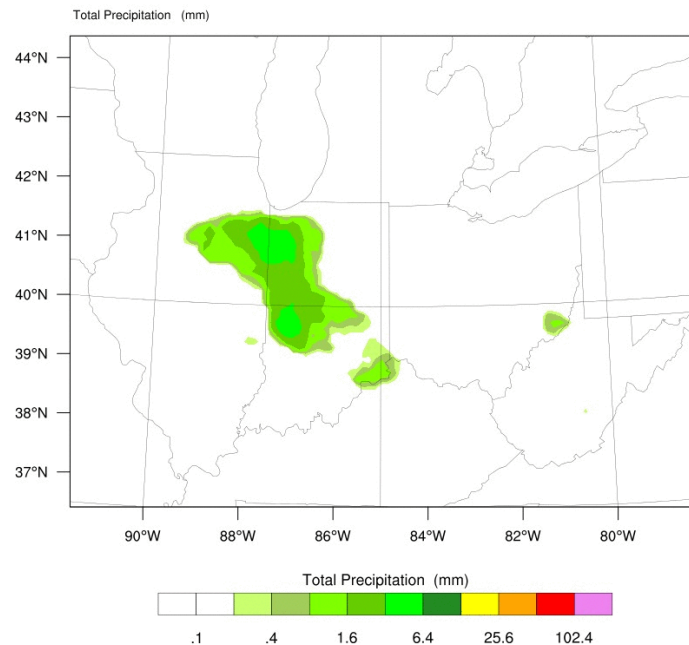 Total Precipitation (mm)
44°N
43°N
42°N
41°N
40°N
39°N
38°N
37°N
90°W 88°W 86°W 84°W 82°W 80°W
Total Precipitation (mm)
.1 .4 1.6 6.4 25.6 102.4